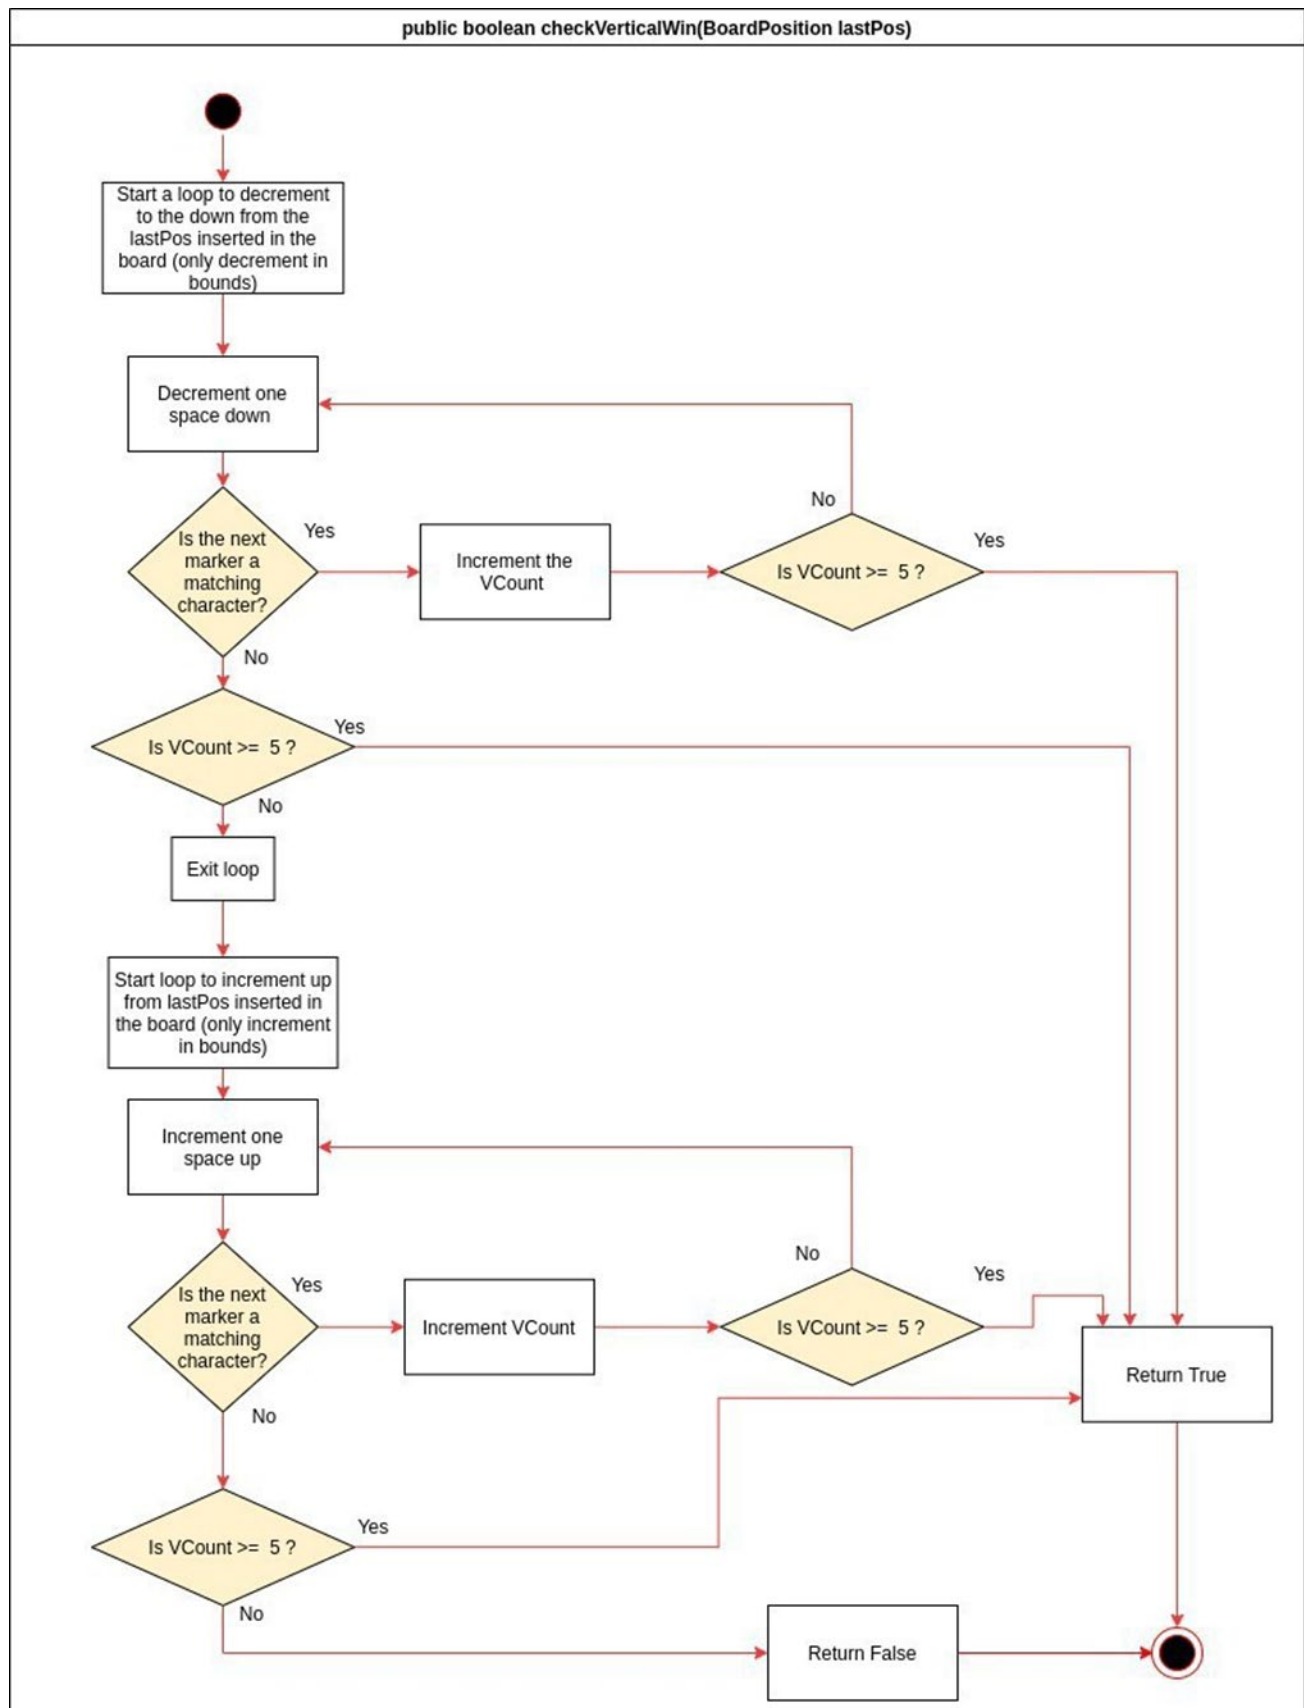 public boolean checkVerticalWin(BoardPosition lastPos)
Start a loop to decrement
to the down from the
lastPos inserted in the
board (only decrement in
bounds)
Decrement one
space down
No
Is the next
marker a
matching
character?
Yes
Increment the
VCount
Is VCount >= 5 ?
Yes
No
Is VCount >= 5 ?
Yes
No
Exit loop
Start loop to increment up
from lastPos inserted in
the board (only increment
in bounds)
Increment one
space up
No
Is the next
marker a
matching
character?
Yes
Increment VCount
Is VCount >= 5 ?
Yes
Return True
No
Is VCount >= 5 ?
Yes
No
Return False